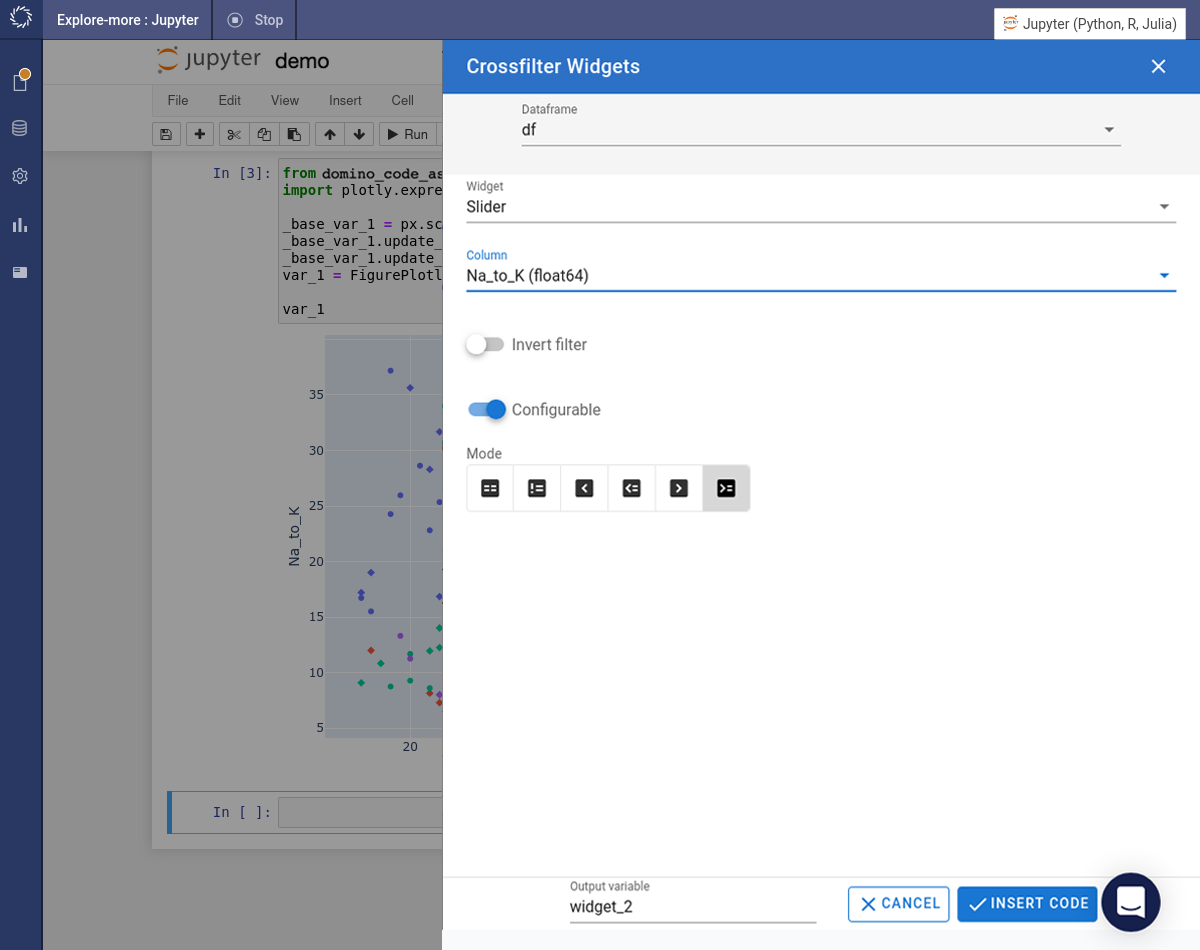 Explore-more : Jupyter
Stop
Jupyter (Python, R, Julia)
jupyter demo
File Edit View Insert Cell
Run
In [3]:
from domino_code_as
import plotly.expre
_base_var_1 = px.sc
_base_var_1.update_
_base_var_1.update_
var_1 = FigurePlotl
var_1
Na_to_K
35
30
25
20
15
10
5
20
In [ ]:
Crossfilter Widgets
Dataframe
df
Widget
Slider
Column
Na_to_K (float64)
Invert filter
Configurable
Mode
Output variable
widget_2
CANCEL
INSERT CODE